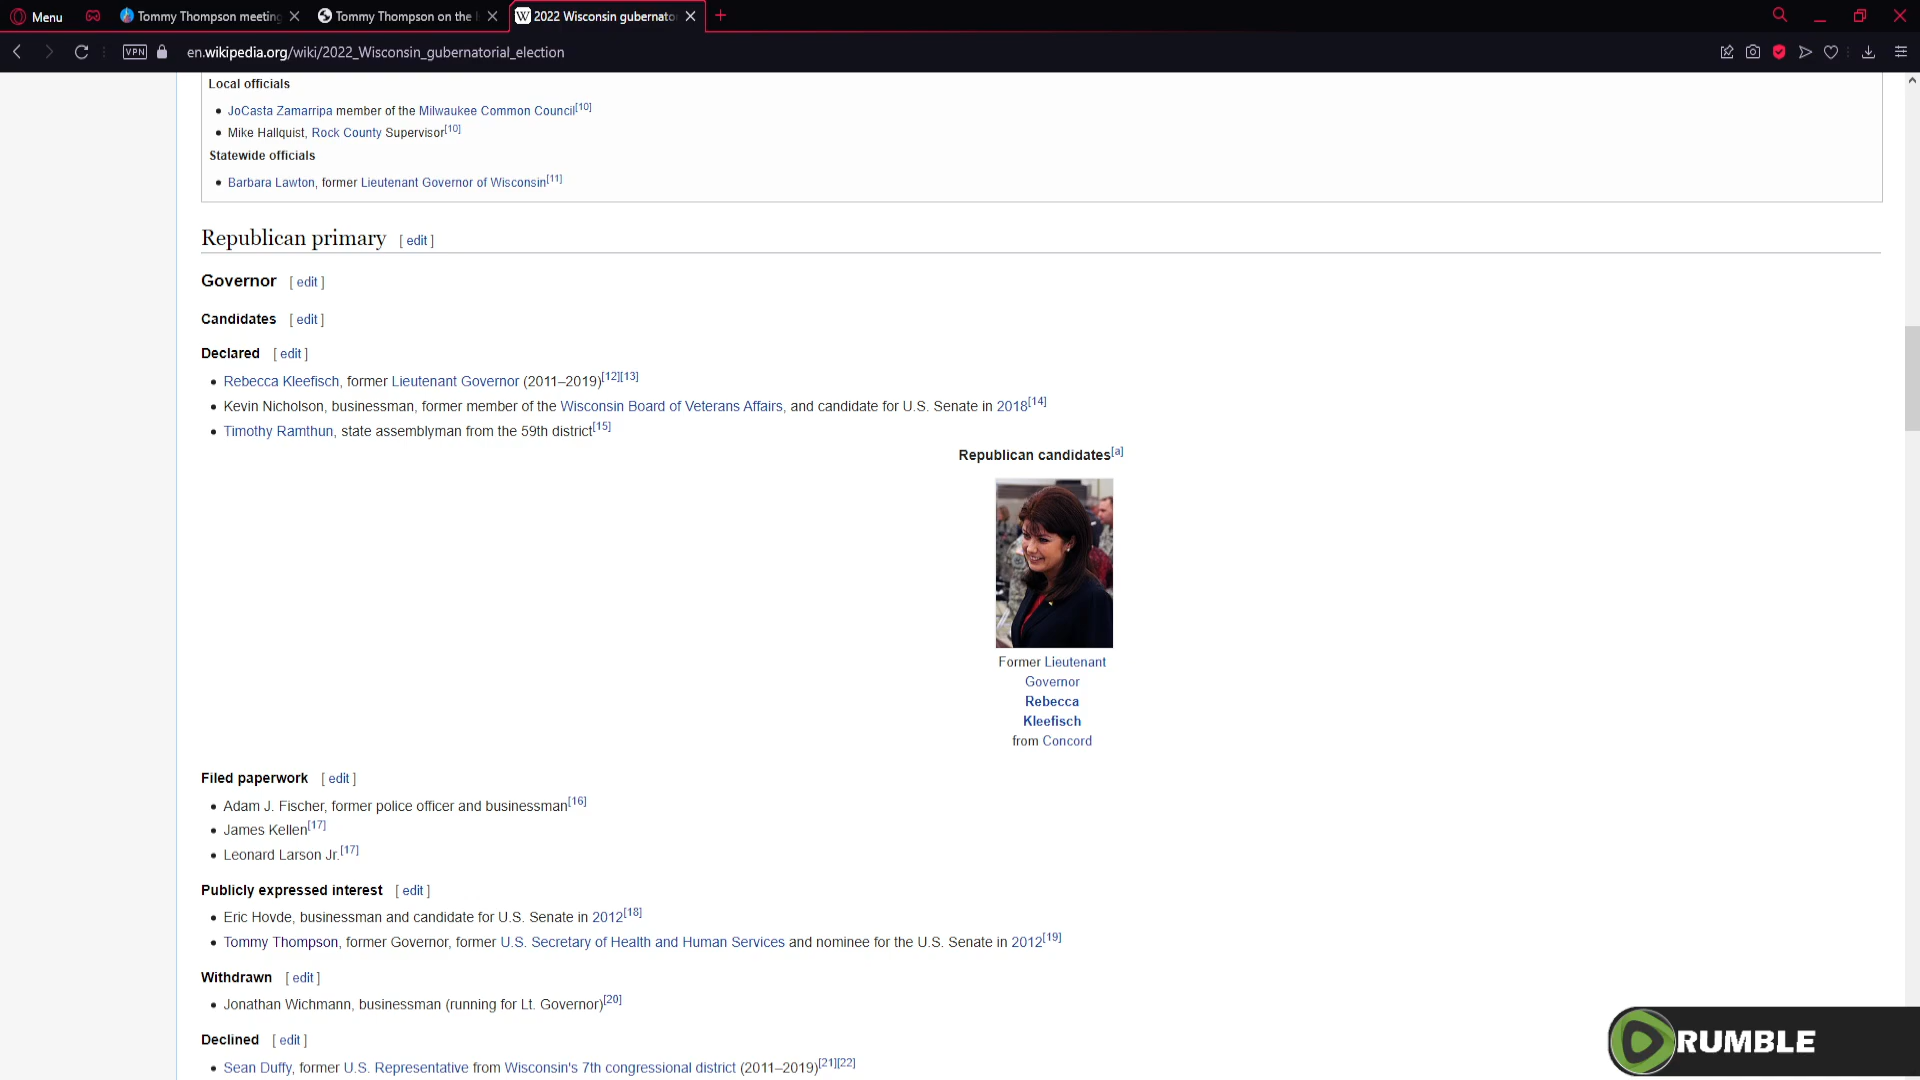 Menu
Tommy Thompson meeting
Tommy Thompson on the
2022 Wisconsin gubernato
VPN
en.wikipedia.org/wiki/2022_Wisconsin_gubernatorial_election
Local officials
JoCasta Zamarripa member of the Milwaukee Common Council[10]
Mike Hallquist, Rock County Supervisor[10]
Statewide officials
Barbara Lawton, former Lieutenant Governor of Wisconsin[11]
Republican primary [ edit ]
Governor [ edit ]
Candidates [ edit ]
Declared [ edit ]
Rebecca Kleefisch, former Lieutenant Governor (2011–2019)[12][13]
Kevin Nicholson, businessman, former member of the Wisconsin Board of Veterans Affairs, and candidate for U.S. Senate in 2018[14]
Timothy Ramthun, state assemblyman from the 59th district[15]
Republican candidates[a]
Former Lieutenant
Governor
Rebecca
Kleefisch
from Concord
Filed paperwork [ edit ]
Adam J. Fischer, former police officer and businessman[16]
James Kellen[17]
Leonard Larson Jr.[17]
Publicly expressed interest [ edit ]
Eric Hovde, businessman and candidate for U.S. Senate in 2012[18]
Tommy Thompson, former Governor, former U.S. Secretary of Health and Human Services and nominee for the U.S. Senate in 2012[19]
Withdrawn [ edit ]
Jonathan Wichmann, businessman (running for Lt. Governor)[20]
Declined [ edit ]
Sean Duffy, former U.S. Representative from Wisconsin's 7th congressional district (2011–2019)[21][22]
RUMBLE